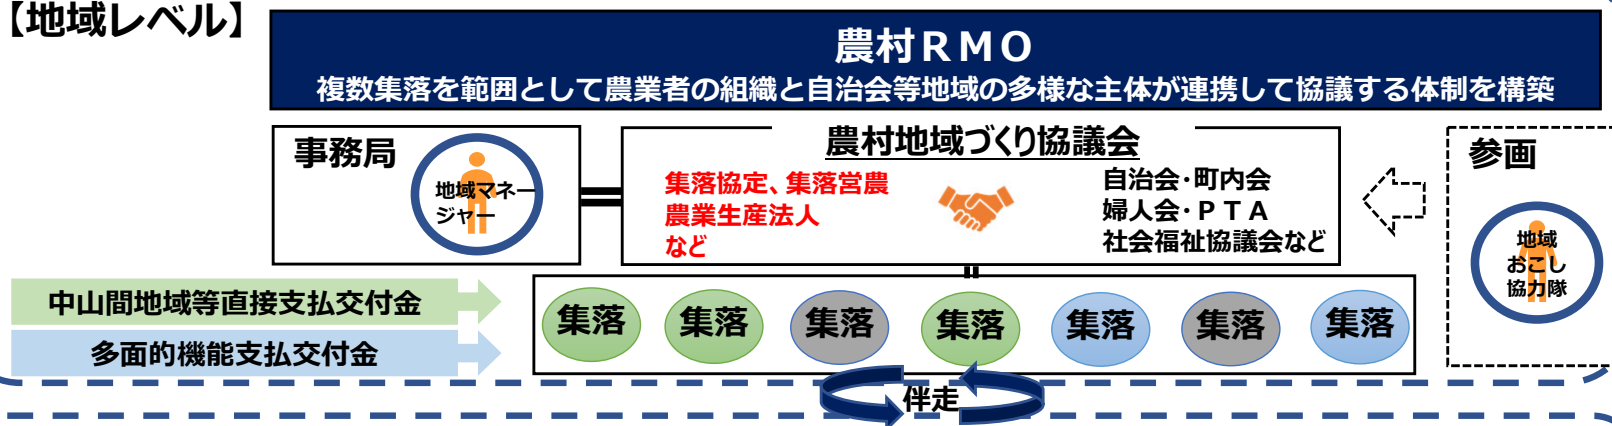 【地域レベル】
農村RMO
複数集落を範囲として農業者の組織と自治会等地域の多様な主体が連携して協議する体制を構築
事務局
地域マネー
ジャー
農村地域づくり協議会
集落協定、集落営農
農業生産法人
など
自治会・町内会
婦人会・PTA
社会福祉協議会など
参画
地域
おこし
協力隊
中山間地域等直接支払交付金
多面的機能支払交付金
集落 集落 集落 集落 集落 集落 集落
伴走